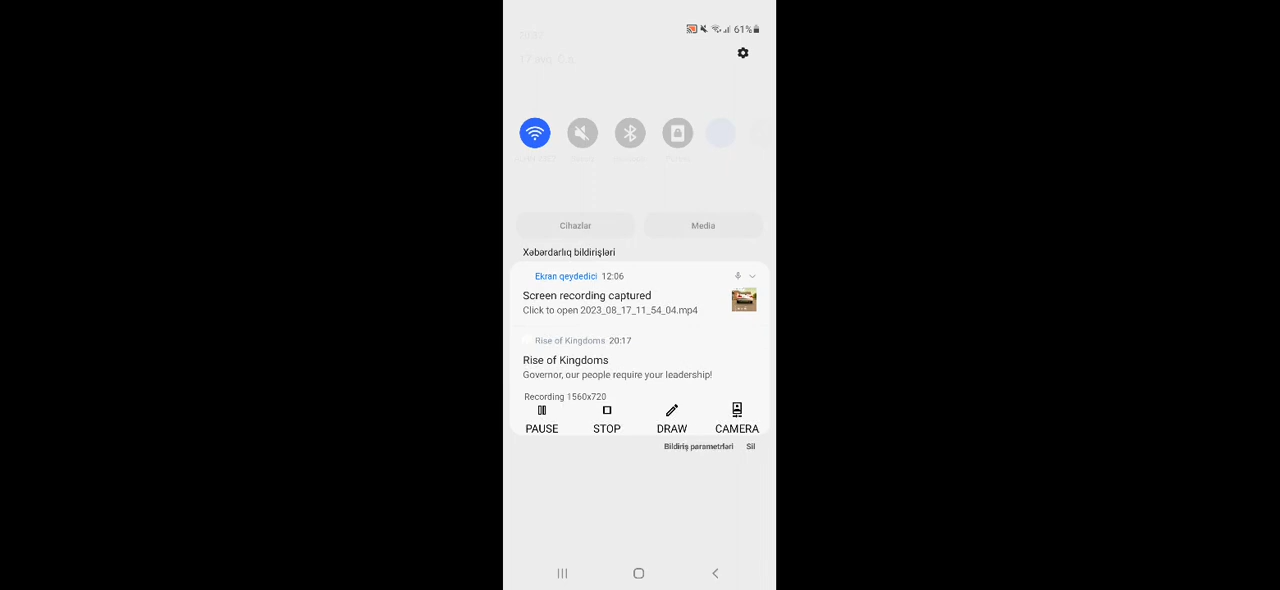 61%
Cihazlar
Media
Xəbərdarlıq bildirişləri
Ekran qeydedici 12:06
Screen recording captured
Click to open 2023_08_17_11_54_04.mp4
Rise of Kingdoms 20:17
Rise of Kingdoms
Governor, our people require your leadership!
Recording 1560x720
PAUSE STOP DRAW CAMERA
Bildiriş parametrləri Sil